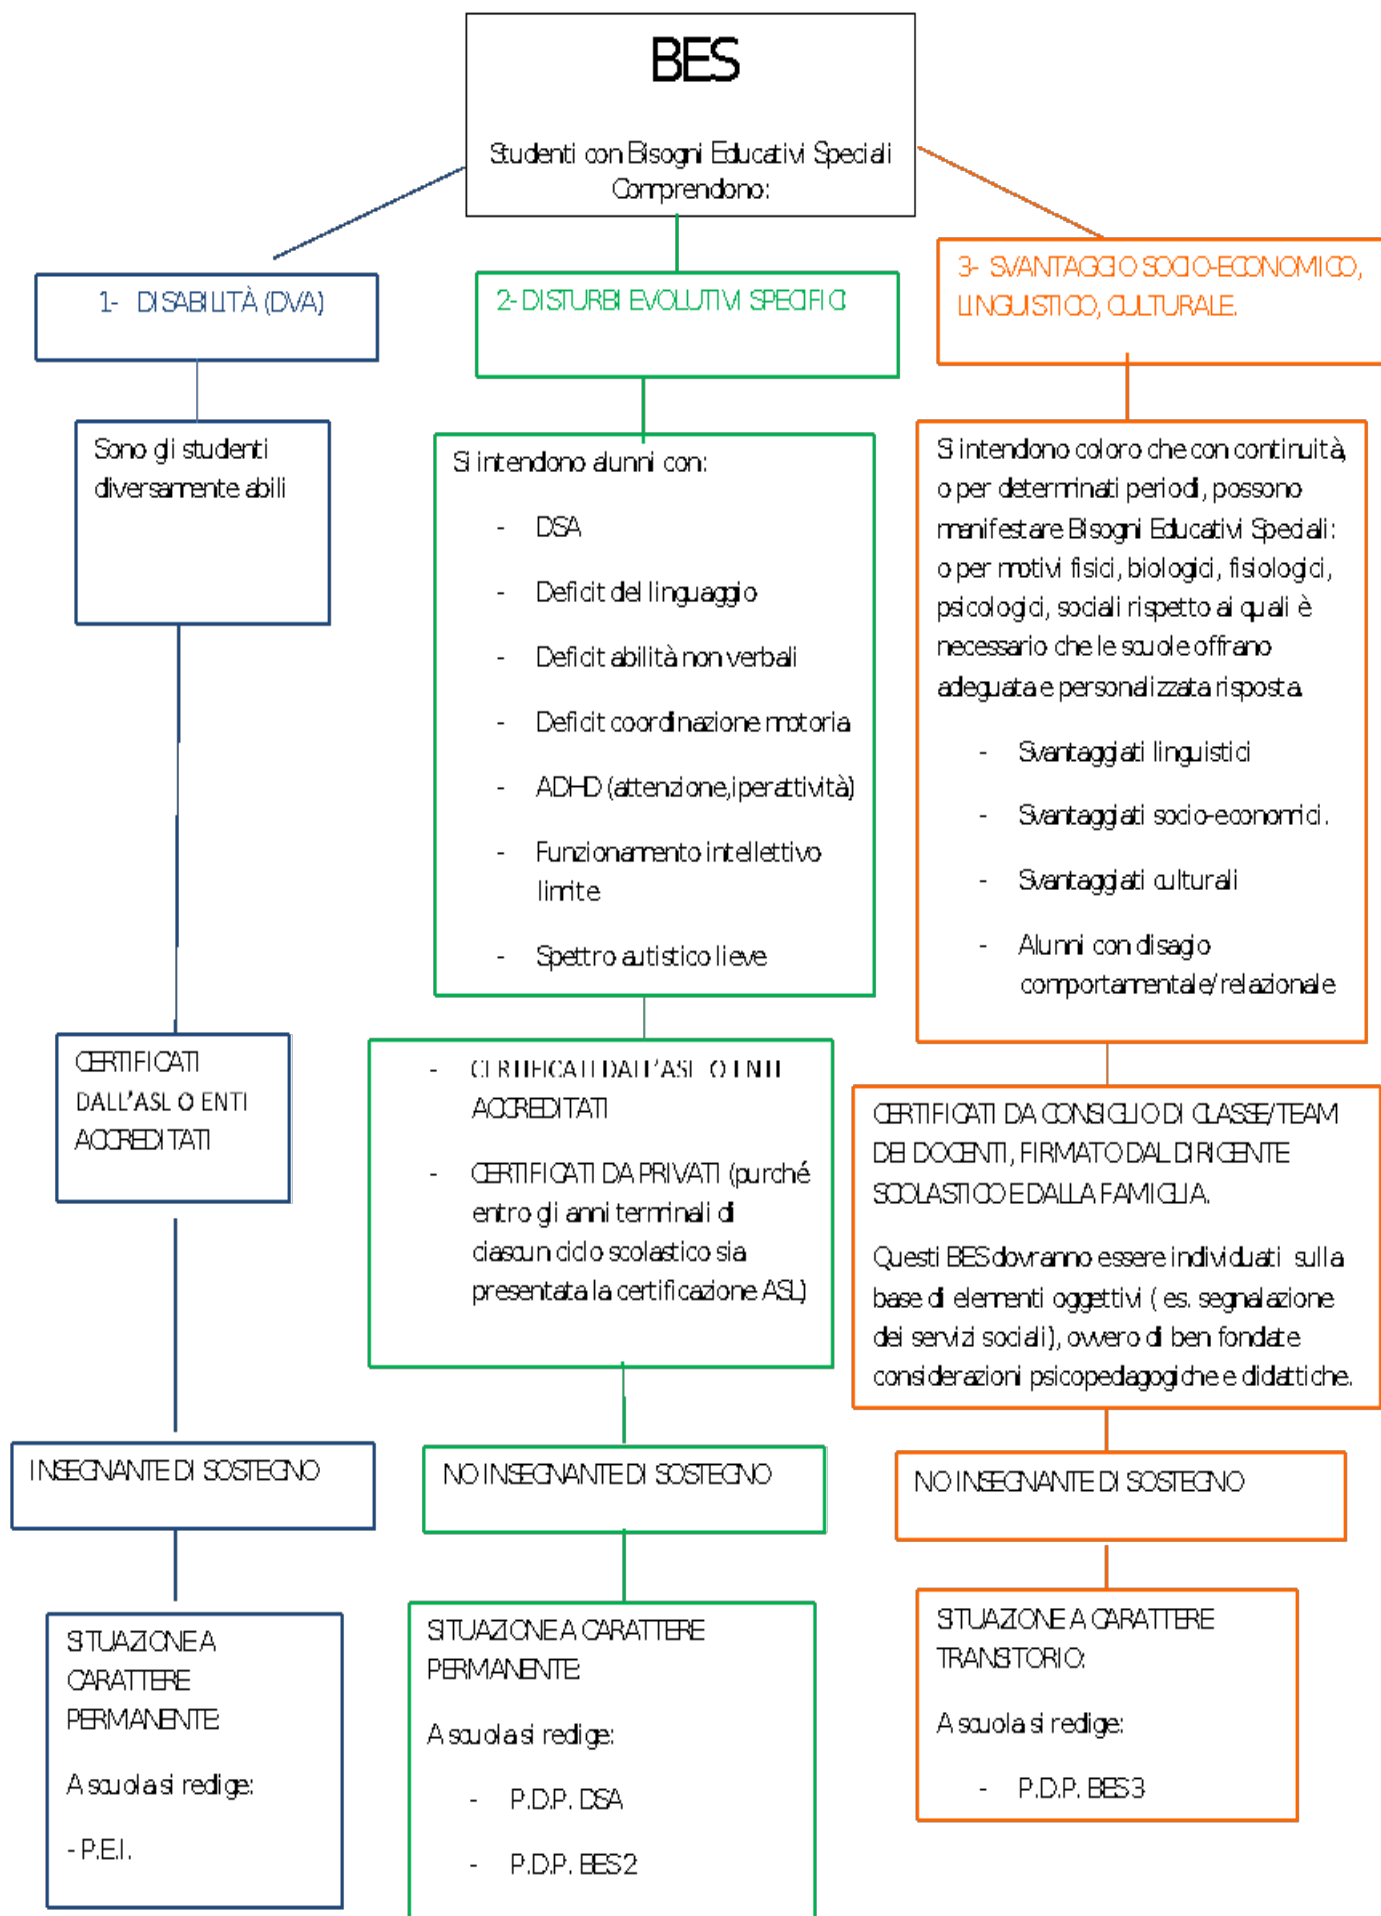 BES
Studenti con Bisogni Educativi Speciali
Comprendono:
1- DISABILITÀ (DVA)
Sono gli studenti
diversamente abili
CERTIFICATI
DALL'ASL O ENTI
ACCREDITATI
INSEGNANTE DI SOSTEGNO
SITUAZIONE A
CARATTERE
PERMANENTE:
A scuola si redige:
- P.E.I.
2- DISTURBI EVOLUTIVI SPECIFICI
Si intendono alunni con:
- DSA
- Deficit del linguaggio
- Deficit abilità non verbali
- Deficit coordinazione motoria
- ADHD (attenzione,iperattività)
- Funzionamento intellettivo
limite
- Spettro autistico lieve
- CERTIFICATI DALL'ASL O ENTI
ACCREDITATI
- CERTIFICATI DA PRIVATI (purché
entro gli anni terminali di
ciascun ciclo scolastico sia
presentata la certificazione ASL)
NO INSEGNANTE DI SOSTEGNO
SITUAZIONE A CARATTERE
PERMANENTE:
A scuola si redige:
- P.D.P. DSA
- P.D.P. BES 2
3- SVANTAGGIO SOCIO-ECONOMICO,
LINGUISTICO, CULTURALE.
Si intendono coloro che con continuità,
o per determinati periodi, possono
manifestare Bisogni Educativi Speciali:
o per motivi fisici, biologici, fisiologici,
psicologici, sociali rispetto ai quali è
necessario che le scuole offrano
adeguata e personalizzata risposta.
- Svantaggiati linguistici
- Svantaggiati socio-economici.
- Svantaggiati culturali
- Alunni con disagio
comportamentale/relazionale
CERTIFICATI DA CONSIGLIO DI CLASSE/TEAM
DEI DOCENTI, FIRMATO DAL DIRIGENTE
SCOLASTICO E DALLA FAMIGLIA.
Questi BES dovranno essere individuati sulla
base di elementi oggettivi ( es. segnalazione
dei servizi sociali), ovvero di ben fondate
considerazioni psicopedagogiche e didattiche.
NO INSEGNANTE DI SOSTEGNO
SITUAZIONE A CARATTERE
TRANSITORIO:
A scuola si redige:
- P.D.P. BES 3